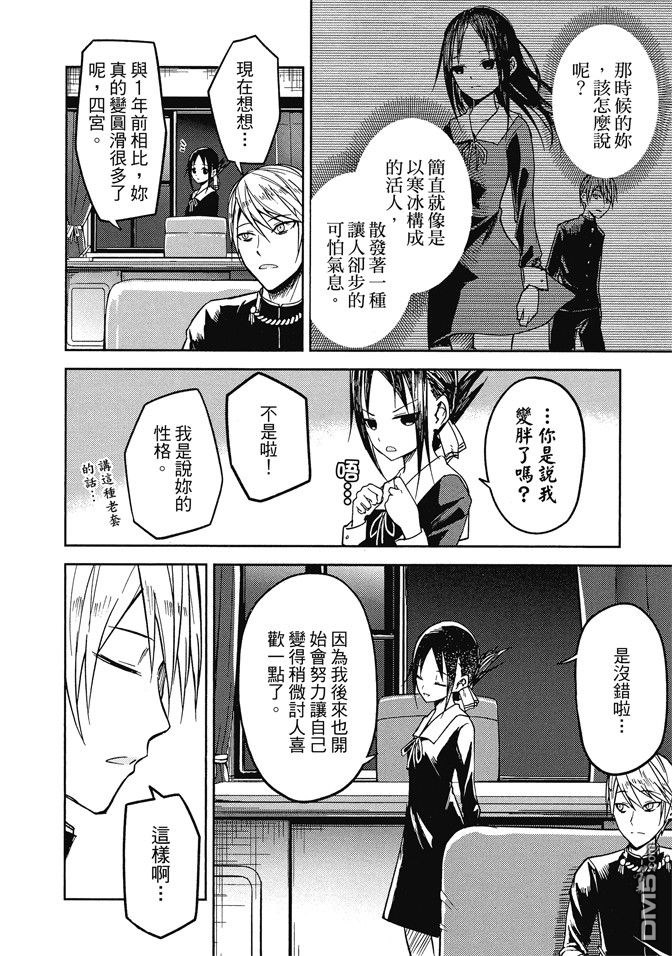 那時候的妳
，該怎麼說
呢？
簡直就像是
以寒冰構成
的活人，
散發著一種
讓人卻步的
可怕氣息。
現在想想…
與1年前相比，妳
真的變圓滑很多了
呢，四宮。
…你是說我
變胖了嗎？
唔…
不是啦！
我是說妳的
性格。
講這種老套
的話…
是沒錯啦…
因為我後來也開
始會努力讓自己
變得稍微討人喜
歡一點了。
這樣啊…
DM5.com